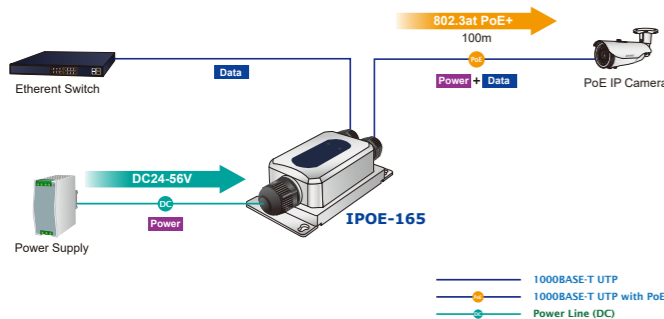 802.3at PoE+
100m
PoE
Data
Power + Data
Etherent Switch
PoE IP Camera
DC24-56V
DC
Power
IPOE-165
Power Supply
1000BASE-T UTP
PoE
1000BASE-T UTP with PoE
DC
Power Line (DC)